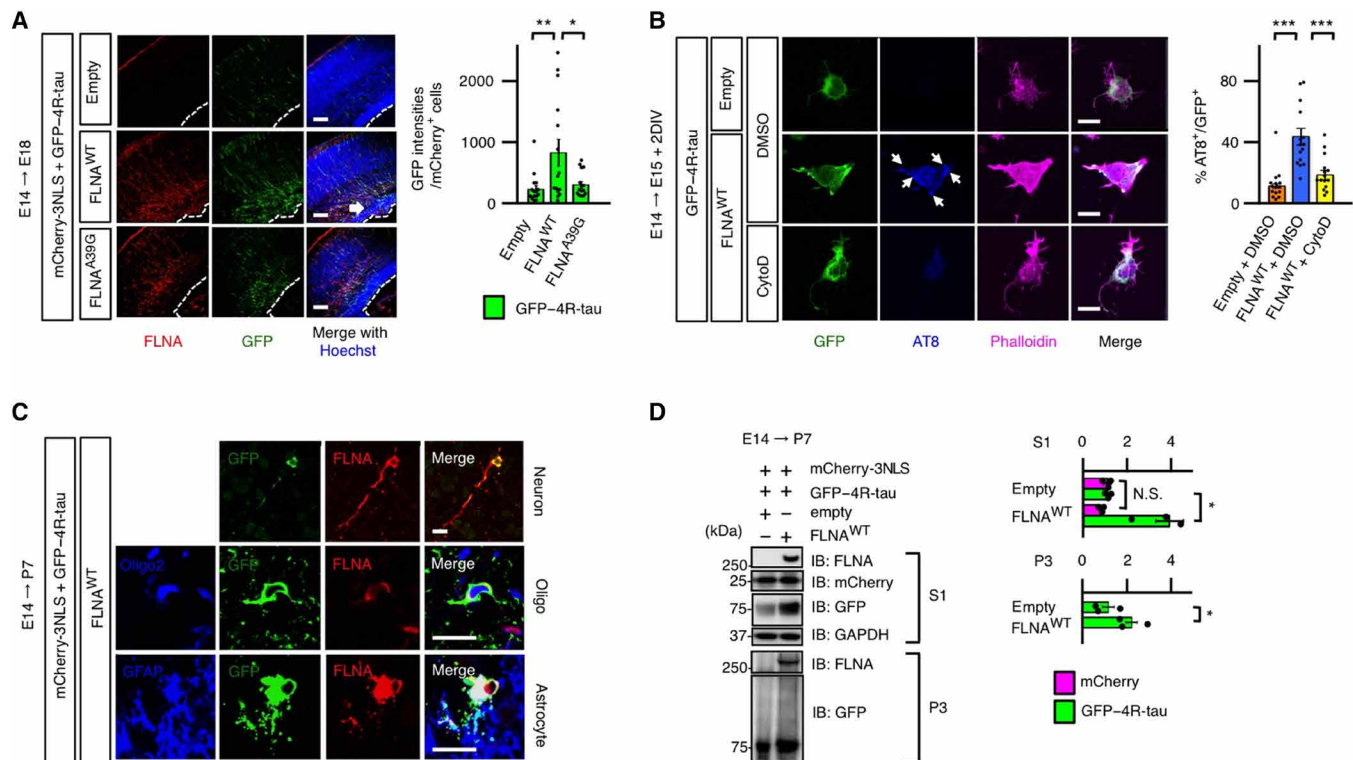 A
E14 → E18
mCherry-3NLS + GFP-4R-tau
Empty
FLNA^WT
FLNA^A39G
FLNA
GFP
Merge with
Hoechst
GFP intensities
/mCherry⁺ cells
2000
1000
0
** *
Empty
FLNA^WT
FLNA^A39G
GFP–4R-tau
B
E14 → E15 + 2DIV
GFP-4R-tau
Empty
FLNA^WT
DMSO
CytoD
GFP
AT8
Phalloidin
Merge
% AT8⁺/GFP⁺
80
40
0
*** ***
Empty + DMSO
FLNA^WT + DMSO
FLNA^WT + CytoD
C
E14 → P7
mCherry-3NLS + GFP-4R-tau
FLNA^WT
GFP FLNA Merge
Neuron
Oligo2 GFP FLNA Merge
Oligo
GFAP GFP FLNA Merge
Astrocyte
D
E14 → P7
+ + mCherry-3NLS
+ + GFP-4R-tau
+ − empty
(kDa) − + FLNA^WT
250- IB: FLNA
25- IB: mCherry
75- IB: GFP
37- IB: GAPDH
S1
250- IB: FLNA
IB: GFP
75-
P3
S1
0 2 4
Empty
FLNA^WT
N.S.
*
P3
0 2 4
Empty
FLNA^WT
*
mCherry
GFP-4R-tau